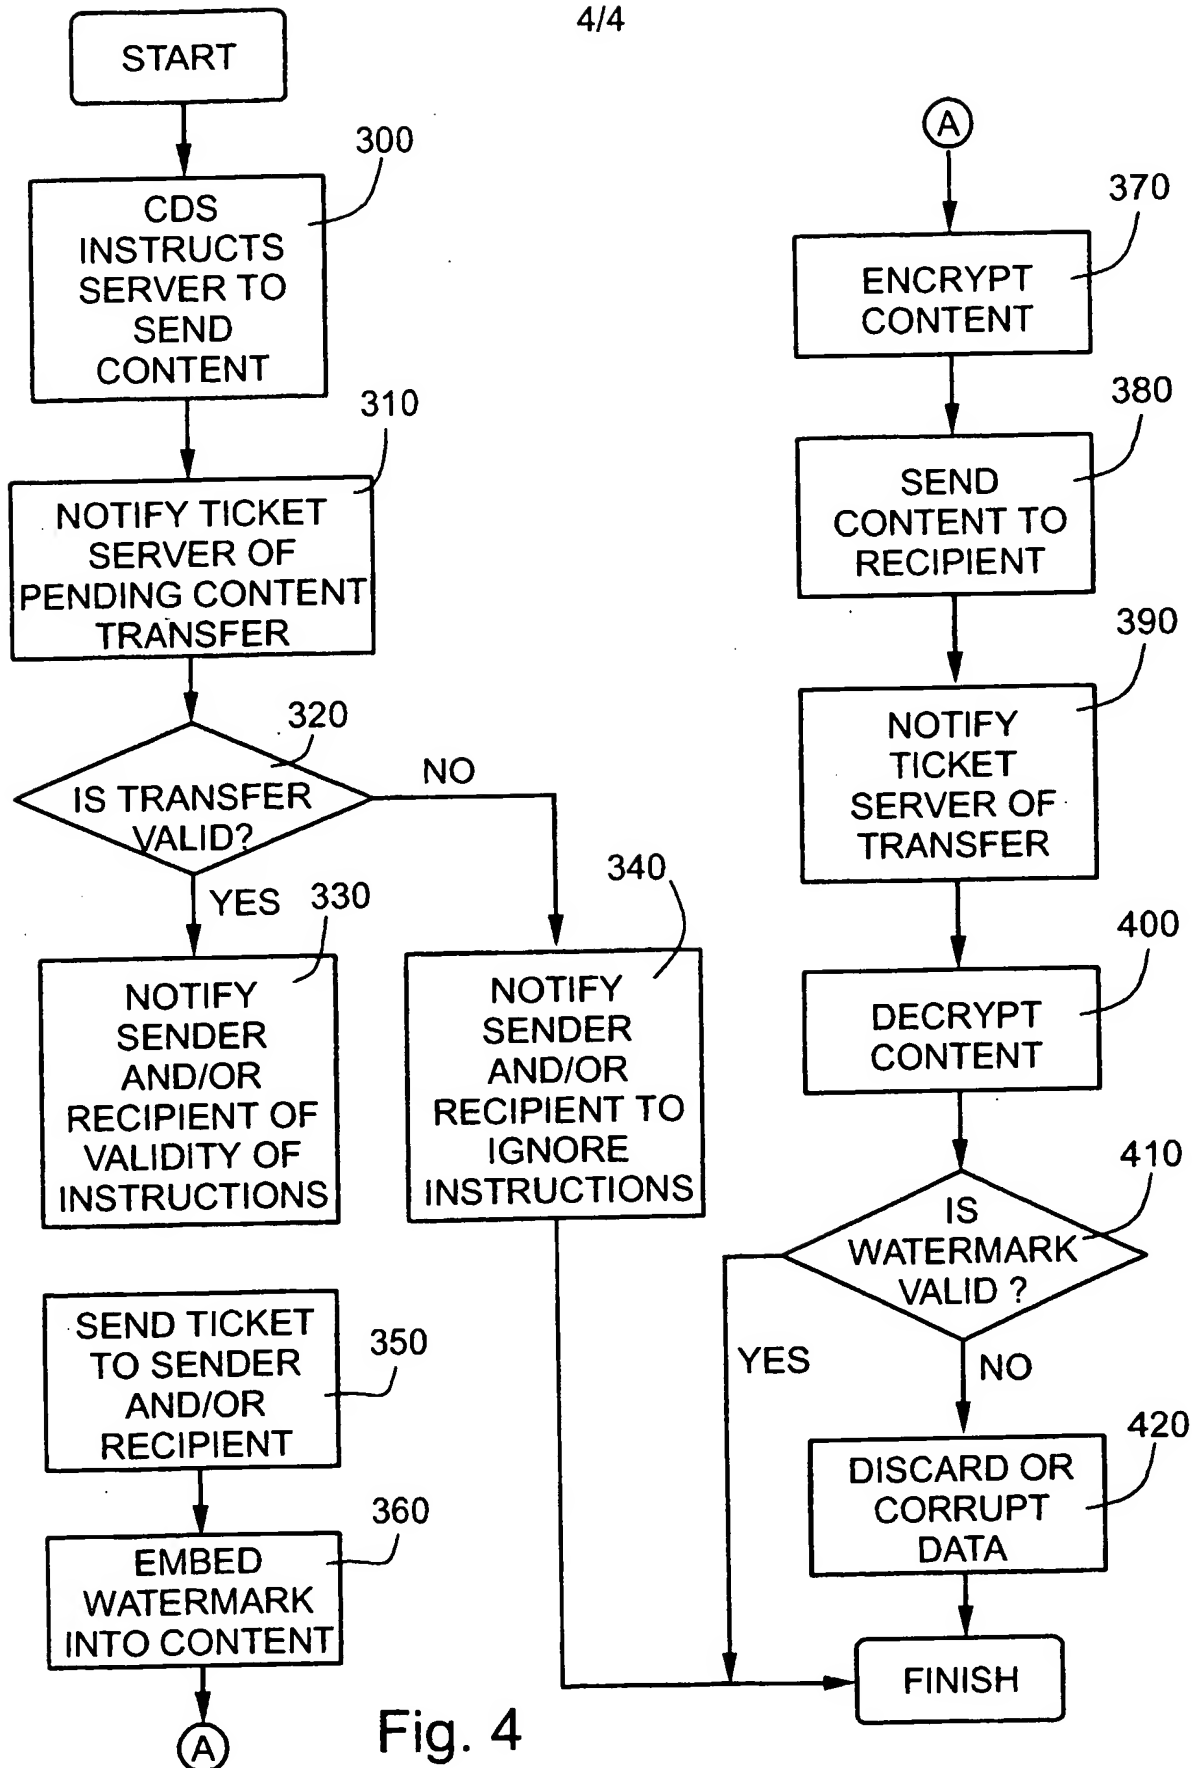 4/4
START
300
CDS
INSTRUCTS
SERVER TO
SEND
CONTENT
310
NOTIFY TICKET
SERVER OF
PENDING CONTENT
TRANSFER
320
IS TRANSFER
VALID?
NO
YES
330
NOTIFY
SENDER
AND/OR
RECIPIENT OF
VALIDITY OF
INSTRUCTIONS
340
NOTIFY
SENDER
AND/OR
RECIPIENT TO
IGNORE
INSTRUCTIONS
SEND TICKET
TO SENDER
AND/OR
RECIPIENT
350
360
EMBED
WATERMARK
INTO CONTENT
A
A
370
ENCRYPT
CONTENT
380
SEND
CONTENT TO
RECIPIENT
390
NOTIFY
TICKET
SERVER OF
TRANSFER
400
DECRYPT
CONTENT
410
IS
WATERMARK
VALID ?
YES
NO
420
DISCARD OR
CORRUPT
DATA
FINISH
Fig. 4